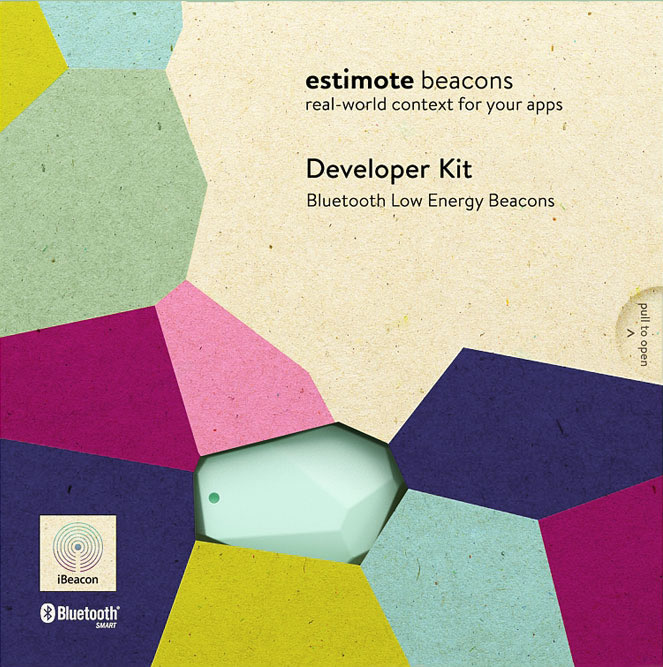 estimote beacons
real-world context for your apps
Developer Kit
Bluetooth Low Energy Beacons
pull to open
>
iBeacon
Bluetooth®
SMART